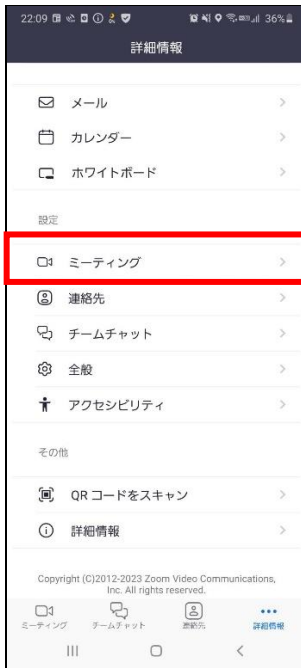 22:09 36%
詳細情報
メール
カレンダー
ホワイトボード
設定
ミーティング
連絡先
チームチャット
全般
アクセシビリティ
その他
QR コードをスキャン
詳細情報
Copyright (C)2012-2023 Zoom Video Communications,
Inc. All rights reserved.
ミーティング チームチャット 連絡先 詳細情報